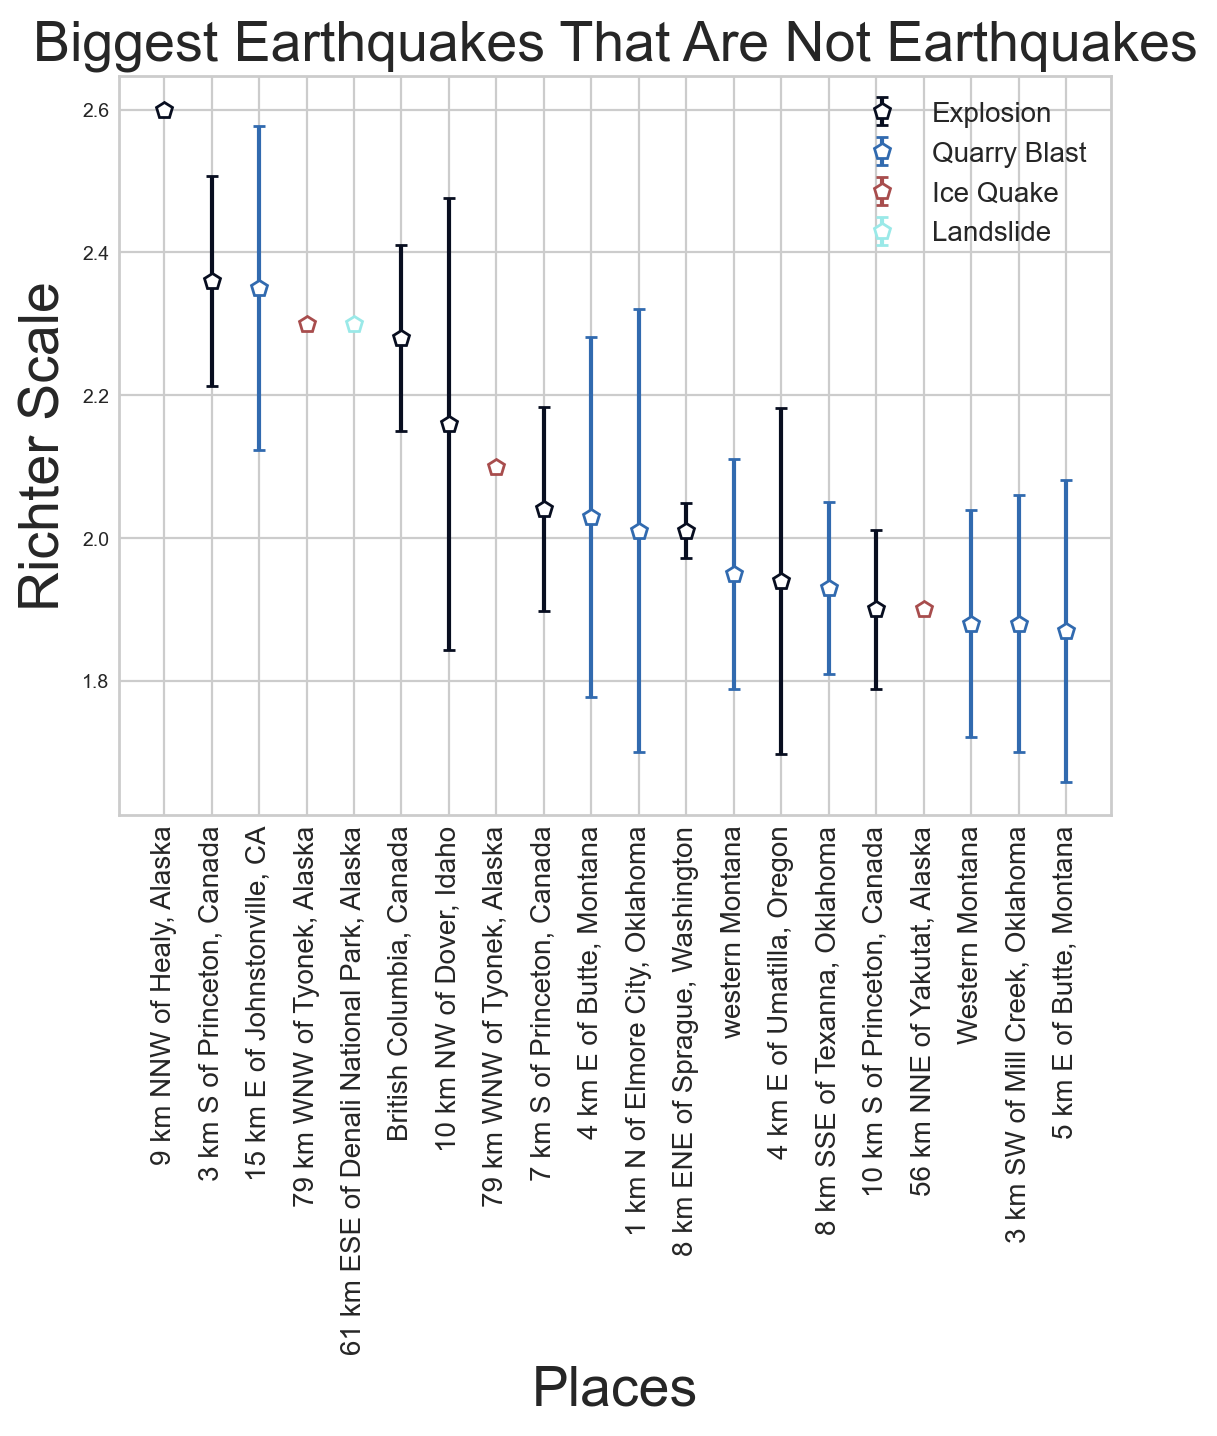 Biggest Earthquakes That Are Not Earthquakes
Richter Scale
2.6
2.4
2.2
2.0
1.8
Explosion
Quarry Blast
Ice Quake
Landslide
9 km NNW of Healy, Alaska
3 km S of Princeton, Canada
15 km E of Johnstonville, CA
79 km WNW of Tyonek, Alaska
61 km ESE of Denali National Park, Alaska
British Columbia, Canada
10 km NW of Dover, Idaho
79 km WNW of Tyonek, Alaska
7 km S of Princeton, Canada
4 km E of Butte, Montana
1 km N of Elmore City, Oklahoma
8 km ENE of Sprague, Washington
western Montana
4 km E of Umatilla, Oregon
8 km SSE of Texanna, Oklahoma
10 km S of Princeton, Canada
56 km NNE of Yakutat, Alaska
Western Montana
3 km SW of Mill Creek, Oklahoma
5 km E of Butte, Montana
Places